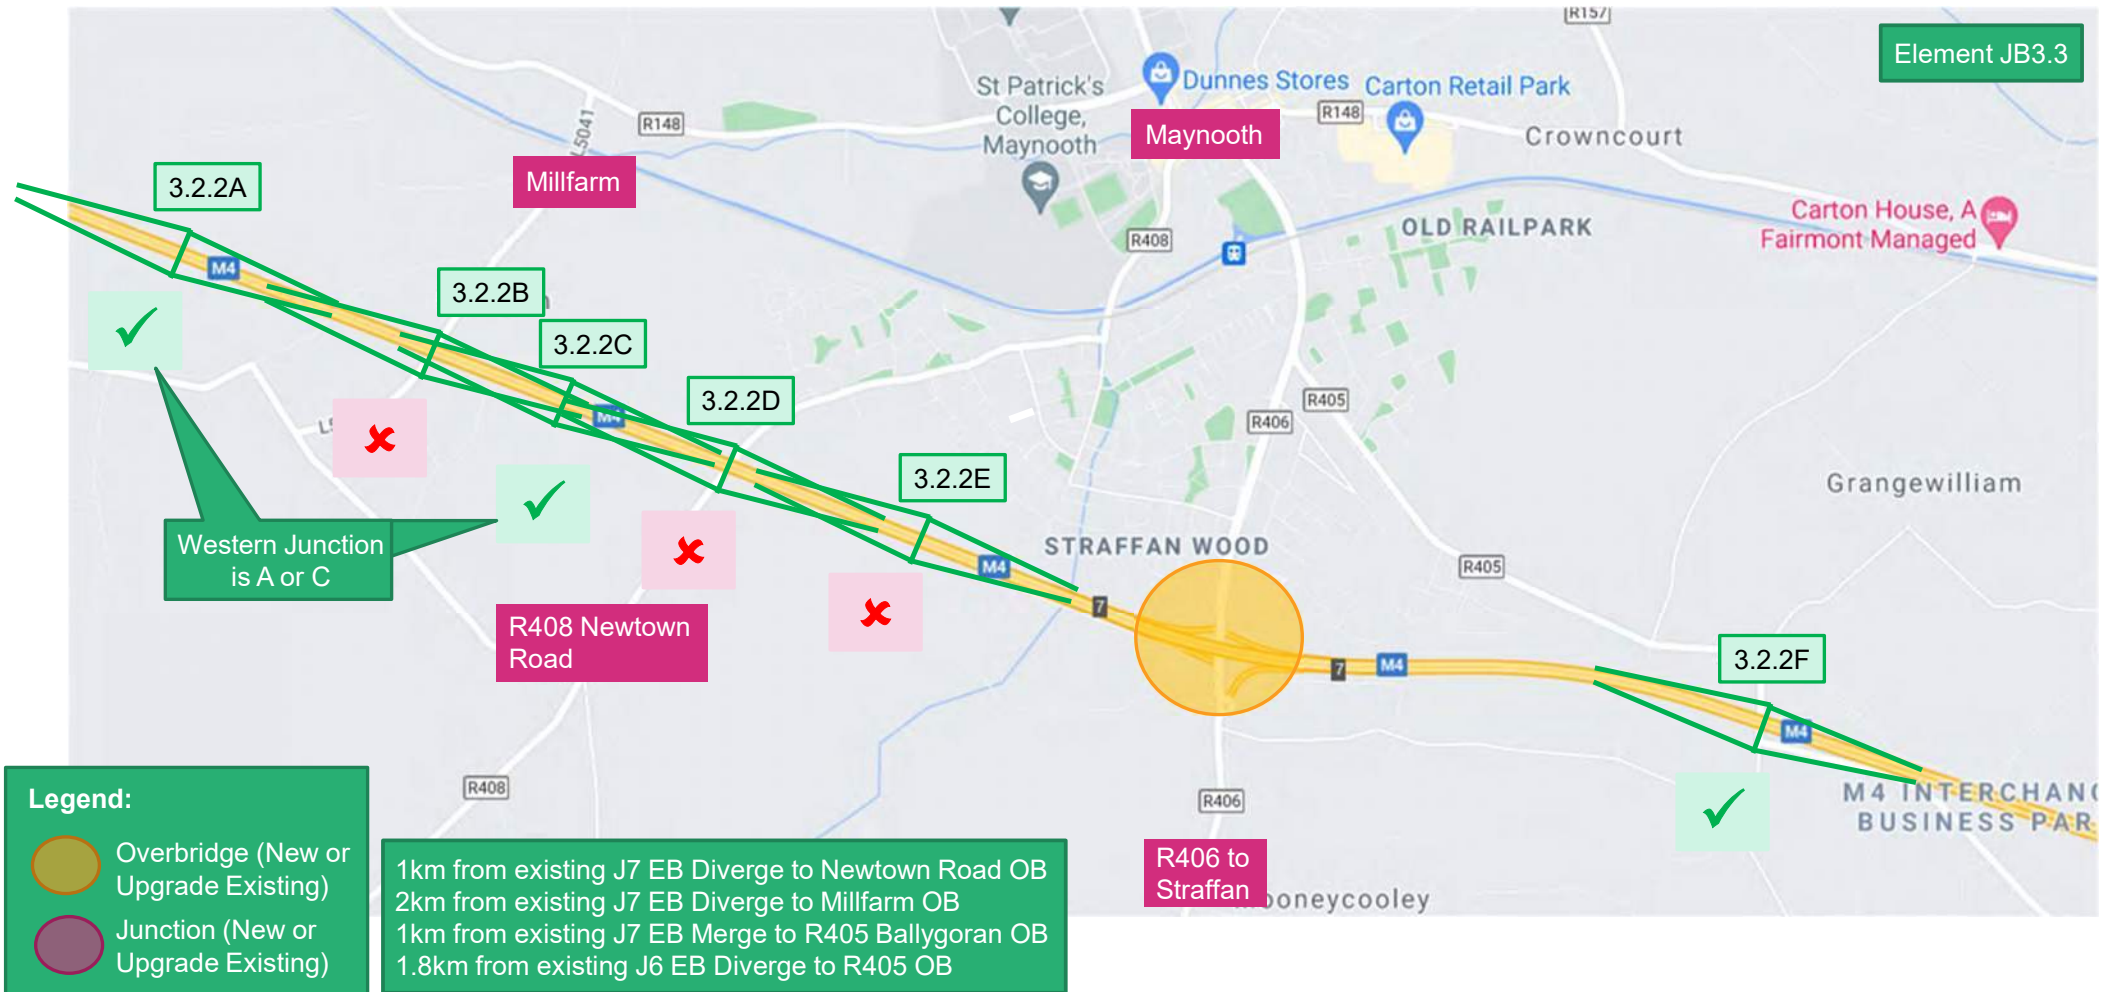 R157
Element JB3.3
St Patrick's
College,
Maynooth
Dunnes Stores
Carton Retail Park
R148
L5041
R148
Maynooth
Crowncourt
3.2.2A
Millfarm
Carton House, A
Fairmont Managed
R408
OLD RAILPARK
M4
3.2.2B
3.2.2C
3.2.2D
M4
R405
R406
3.2.2E
Grangewilliam
Western Junction
is A or C
STRAFFAN WOOD
M4
R405
7
R408 Newtown
Road
3.2.2F
7
M4
M4
R408
R406
M4 INTERCHANG
BUSINESS PAR
Legend:
Overbridge (New or
Upgrade Existing)
Junction (New or
Upgrade Existing)
1km from existing J7 EB Diverge to Newtown Road OB
2km from existing J7 EB Diverge to Millfarm OB
1km from existing J7 EB Merge to R405 Ballygoran OB
1.8km from existing J6 EB Diverge to R405 OB
R406 to
Straffan
ooneycooley